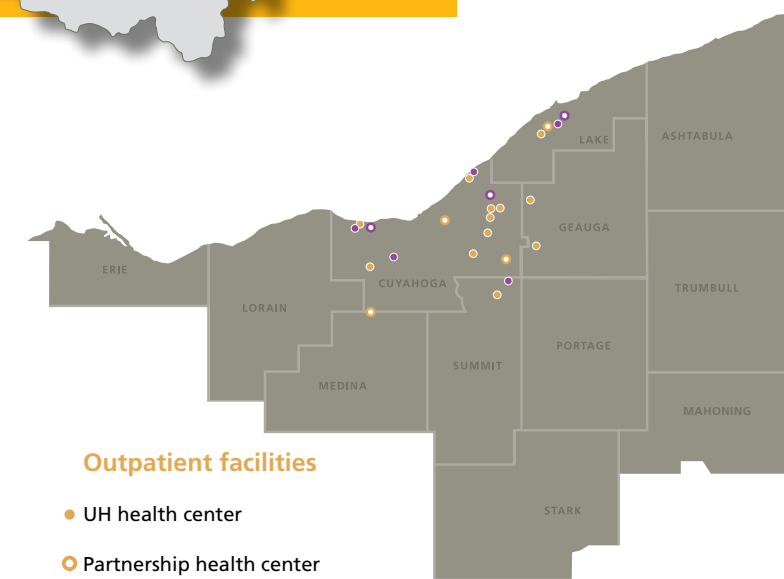 LAKE
ASHTABULA
GEAUGA
ERIE
CUYAHOGA
TRUMBULL
LORAIN
PORTAGE
SUMMIT
MEDINA
MAHONING
Outpatient facilities
UH health center
STARK
Partnership health center